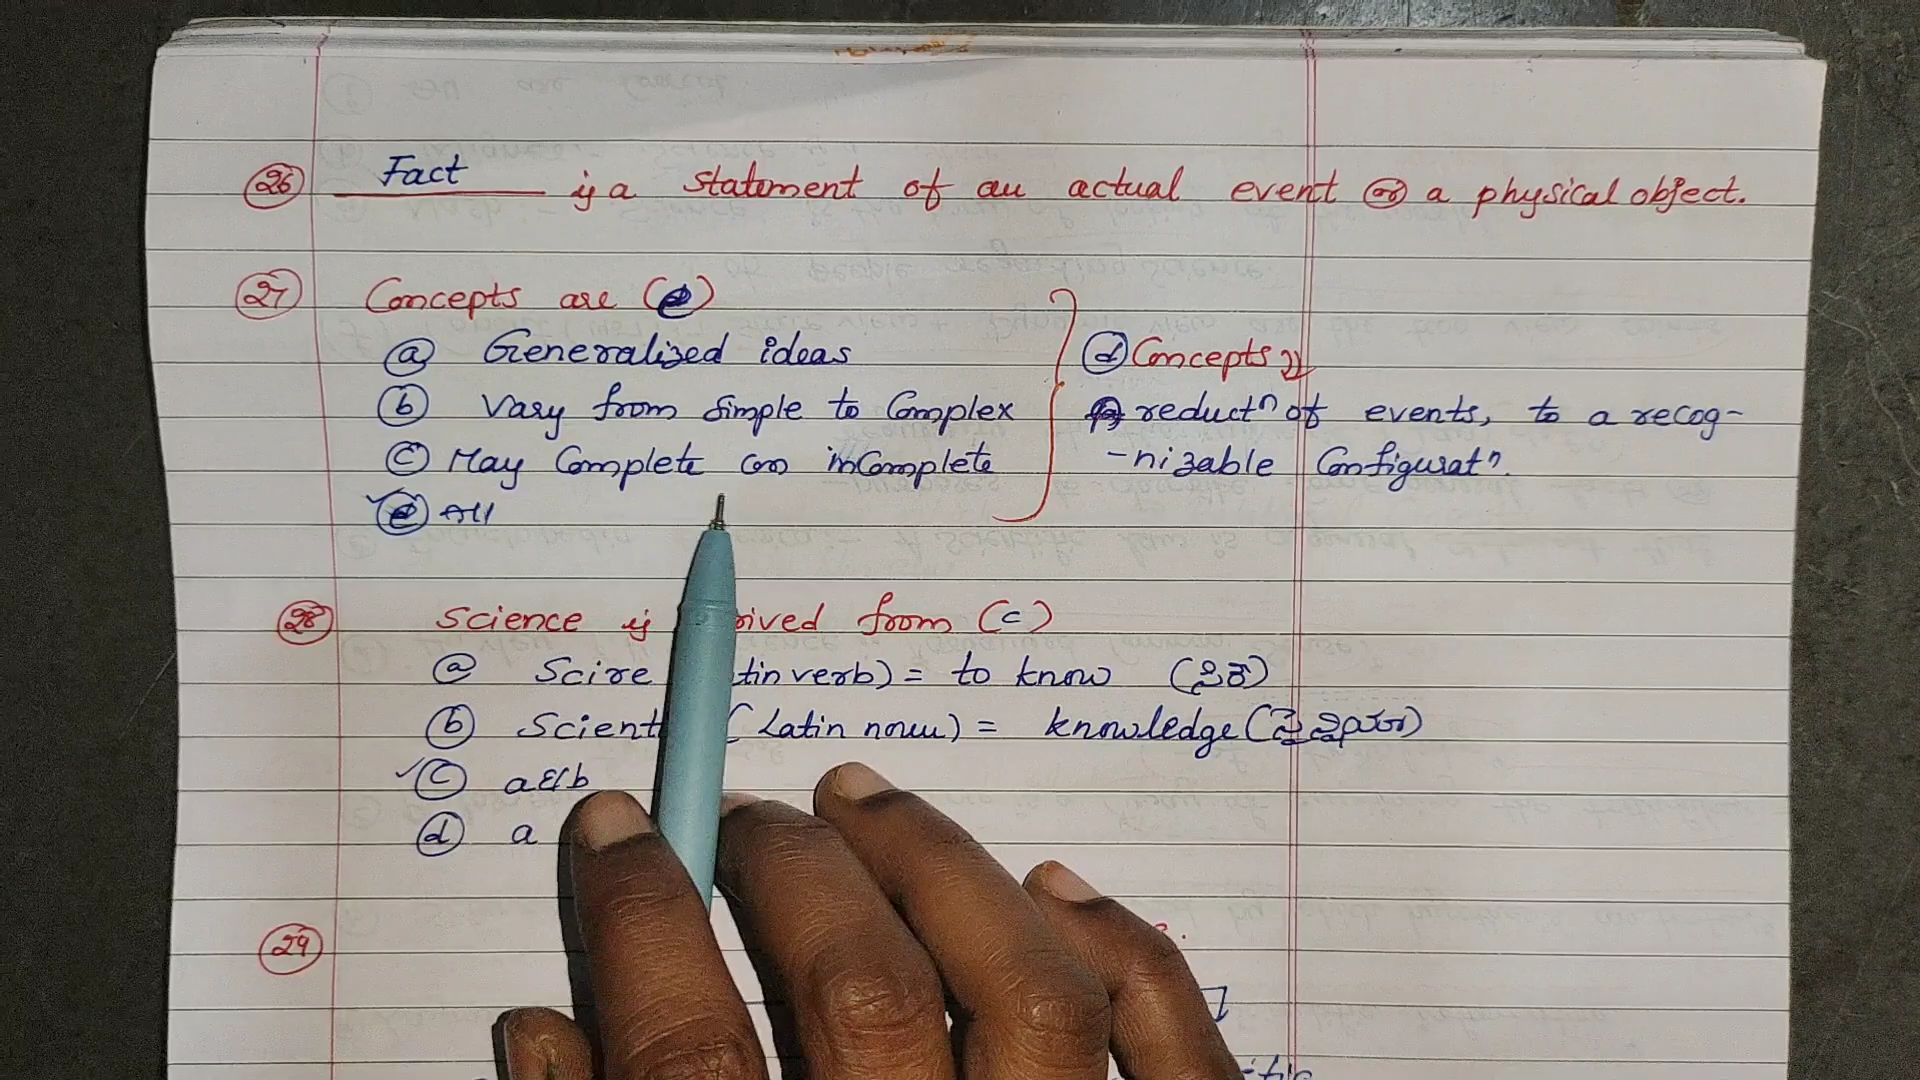 26 Fact is a statement of an actual event or a physical object.
27 Concepts are (e)
a Generalized ideas
b Vary from simple to Complex
c May Complete (or) inComplete
e All
d Concepts
reductn of events, to a recog-
-nizable Configuratn.
28 Science is rived from (c)
a Scire tin verb) = to know
b Scient (Latin noun) = knowledge
c a&b
d a
29